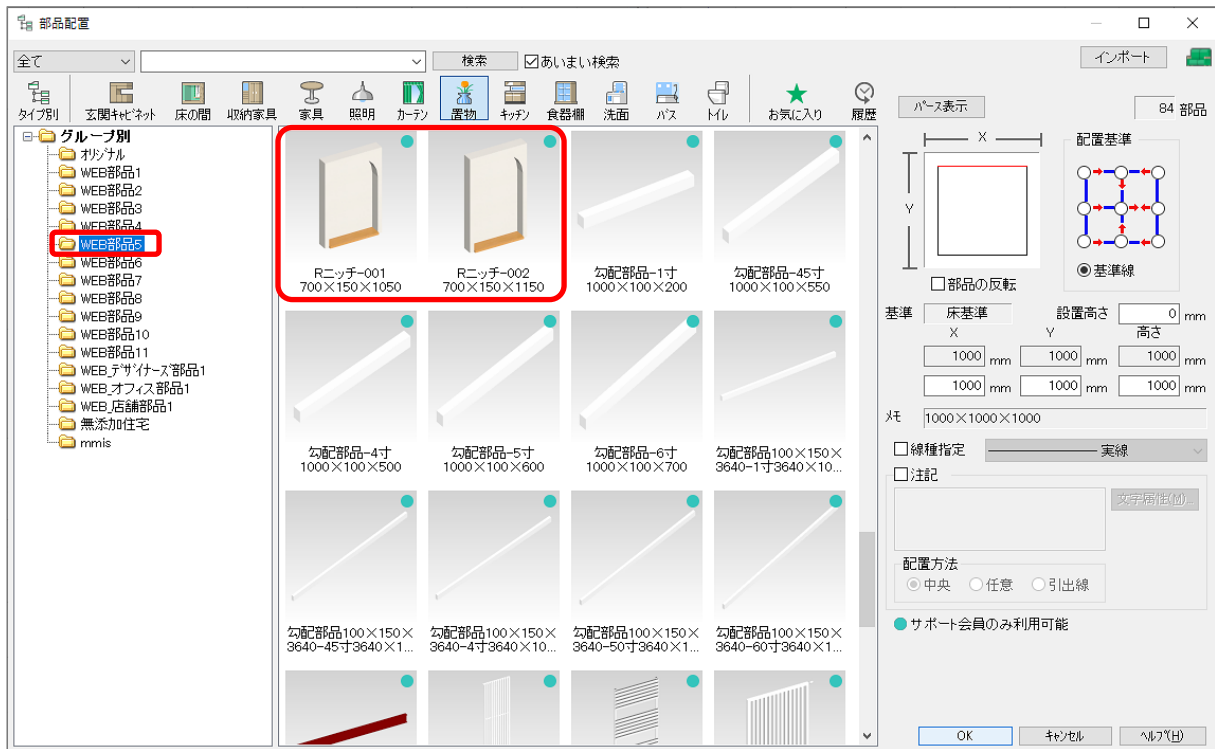 部品配置
全て
検索
あいまい検索
インポート
タイプ別
玄関ｷｬﾋﾞﾈｯﾄ
床の間
収納家具
家具
照明
ｶｰﾃﾝ
置物
ｷｯﾁﾝ
食器棚
洗面
ﾊﾞｽ
ﾄｲﾚ
お気に入り
履歴
ﾊﾟｰｽ表示
84 部品
グループ別
ｵﾘｼﾞﾅﾙ
WEB部品1
WEB部品2
WEB部品3
WEB部品4
WEB部品5
WEB部品6
WEB部品7
WEB部品8
WEB部品9
WEB部品10
WEB部品11
WEB_ﾃﾞｻﾞｲﾅｰｽﾞ部品1
WEB_オフィス部品1
WEB_店舗部品1
無添加住宅
mmis
Rニッチ-001
700×150×1050
Rニッチ-002
700×150×1150
勾配部品-1寸
1000×100×200
勾配部品-45寸
1000×100×550
勾配部品-4寸
1000×100×500
勾配部品-5寸
1000×100×600
勾配部品-6寸
1000×100×700
勾配部品100×150×
3640-1寸3640×10...
勾配部品100×150×
3640-45寸3640×1...
勾配部品100×150×
3640-4寸3640×10...
勾配部品100×150×
3640-50寸3640×1...
勾配部品100×150×
3640-60寸3640×1...
X
Y
配置基準
基準線
部品の反転
基準
床基準
設置高さ
0 mm
X
Y
高さ
1000 mm
1000 mm
1000 mm
1000 mm
1000 mm
1000 mm
ﾒﾓ
1000×1000×1000
線種指定
実線
注記
文字属性(M)...
配置方法
中央
任意
引出線
サポート会員のみ利用可能
OK
ｷｬﾝｾﾙ
ﾍﾙﾌﾟ(H)